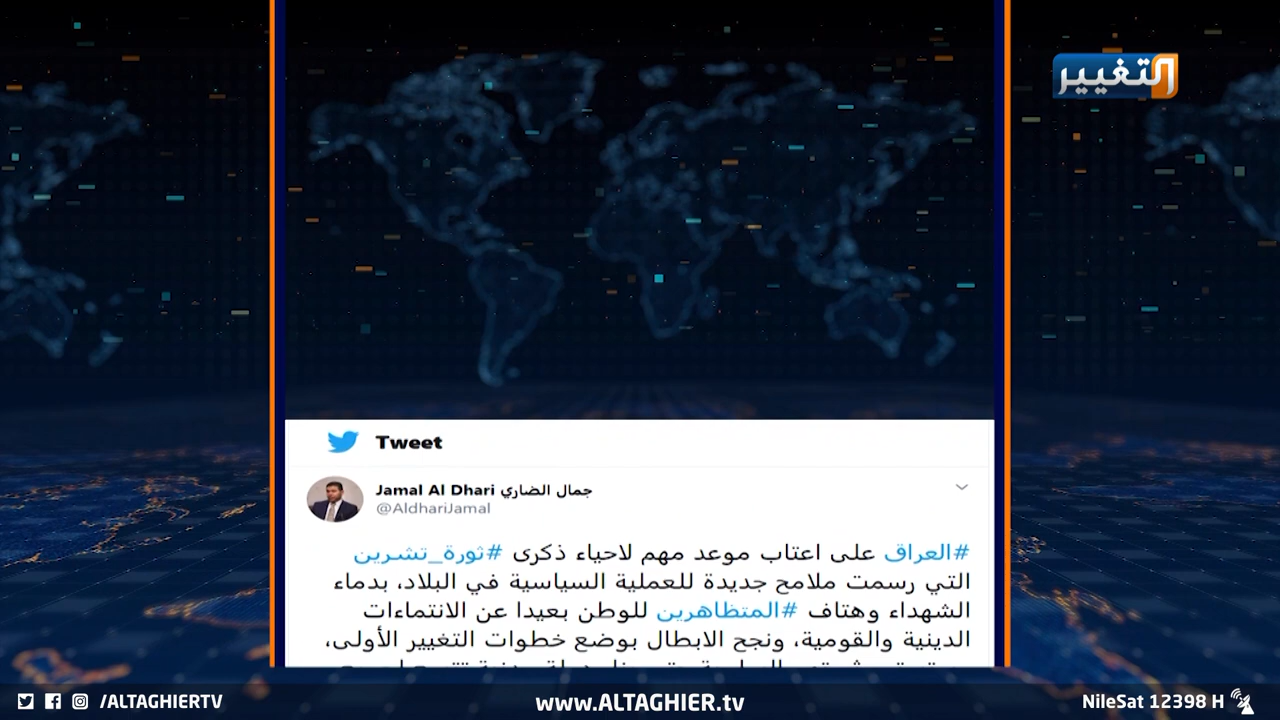 التغيير
Tweet
Jamal Al Dhari جمال الضاري
@AldhariJamal
#العراق على اعتاب موعد مهم لاحياء ذكرى #ثورة_تشرين
التي رسمت ملامح جديدة للعملية السياسية في البلاد، بدماء
الشهداء وهتاف #المتظاهرين للوطن بعيدا عن الانتماءات
الدينية والقومية، ونجح الابطال بوضع خطوات التغيير الأولى،
/ALTAGHIERTV
www.ALTAGHIER.tv
NileSat 12398 H